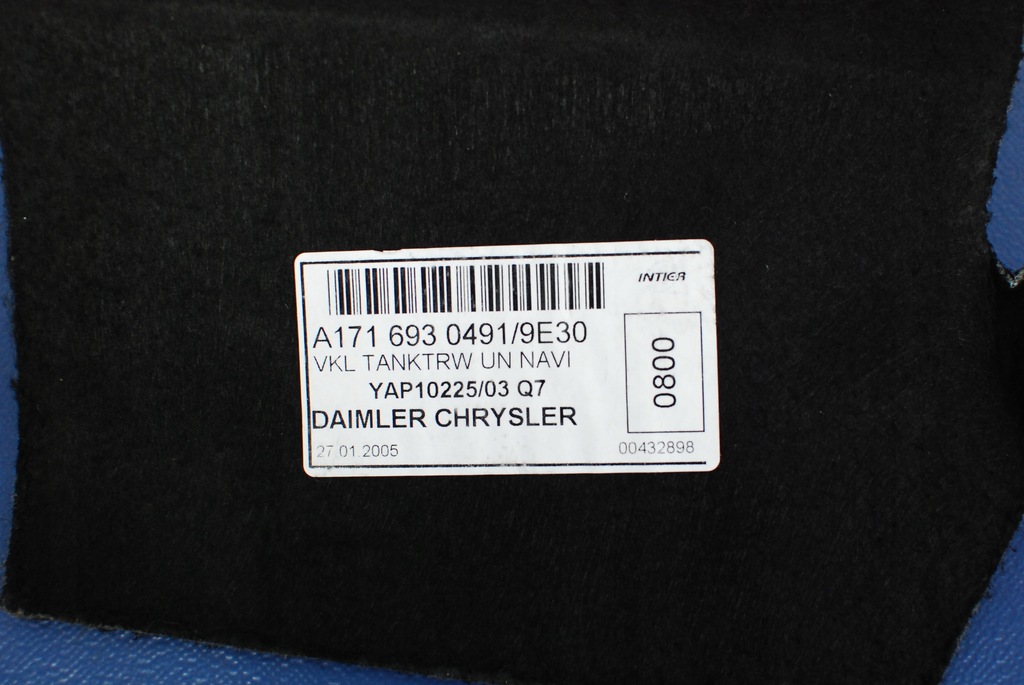 INTIER
A171 693 0491/9E30
VKL TANKTRW UN NAVI
YAP10225/03 Q7
DAIMLER CHRYSLER
0800
27.01.2005
00432898